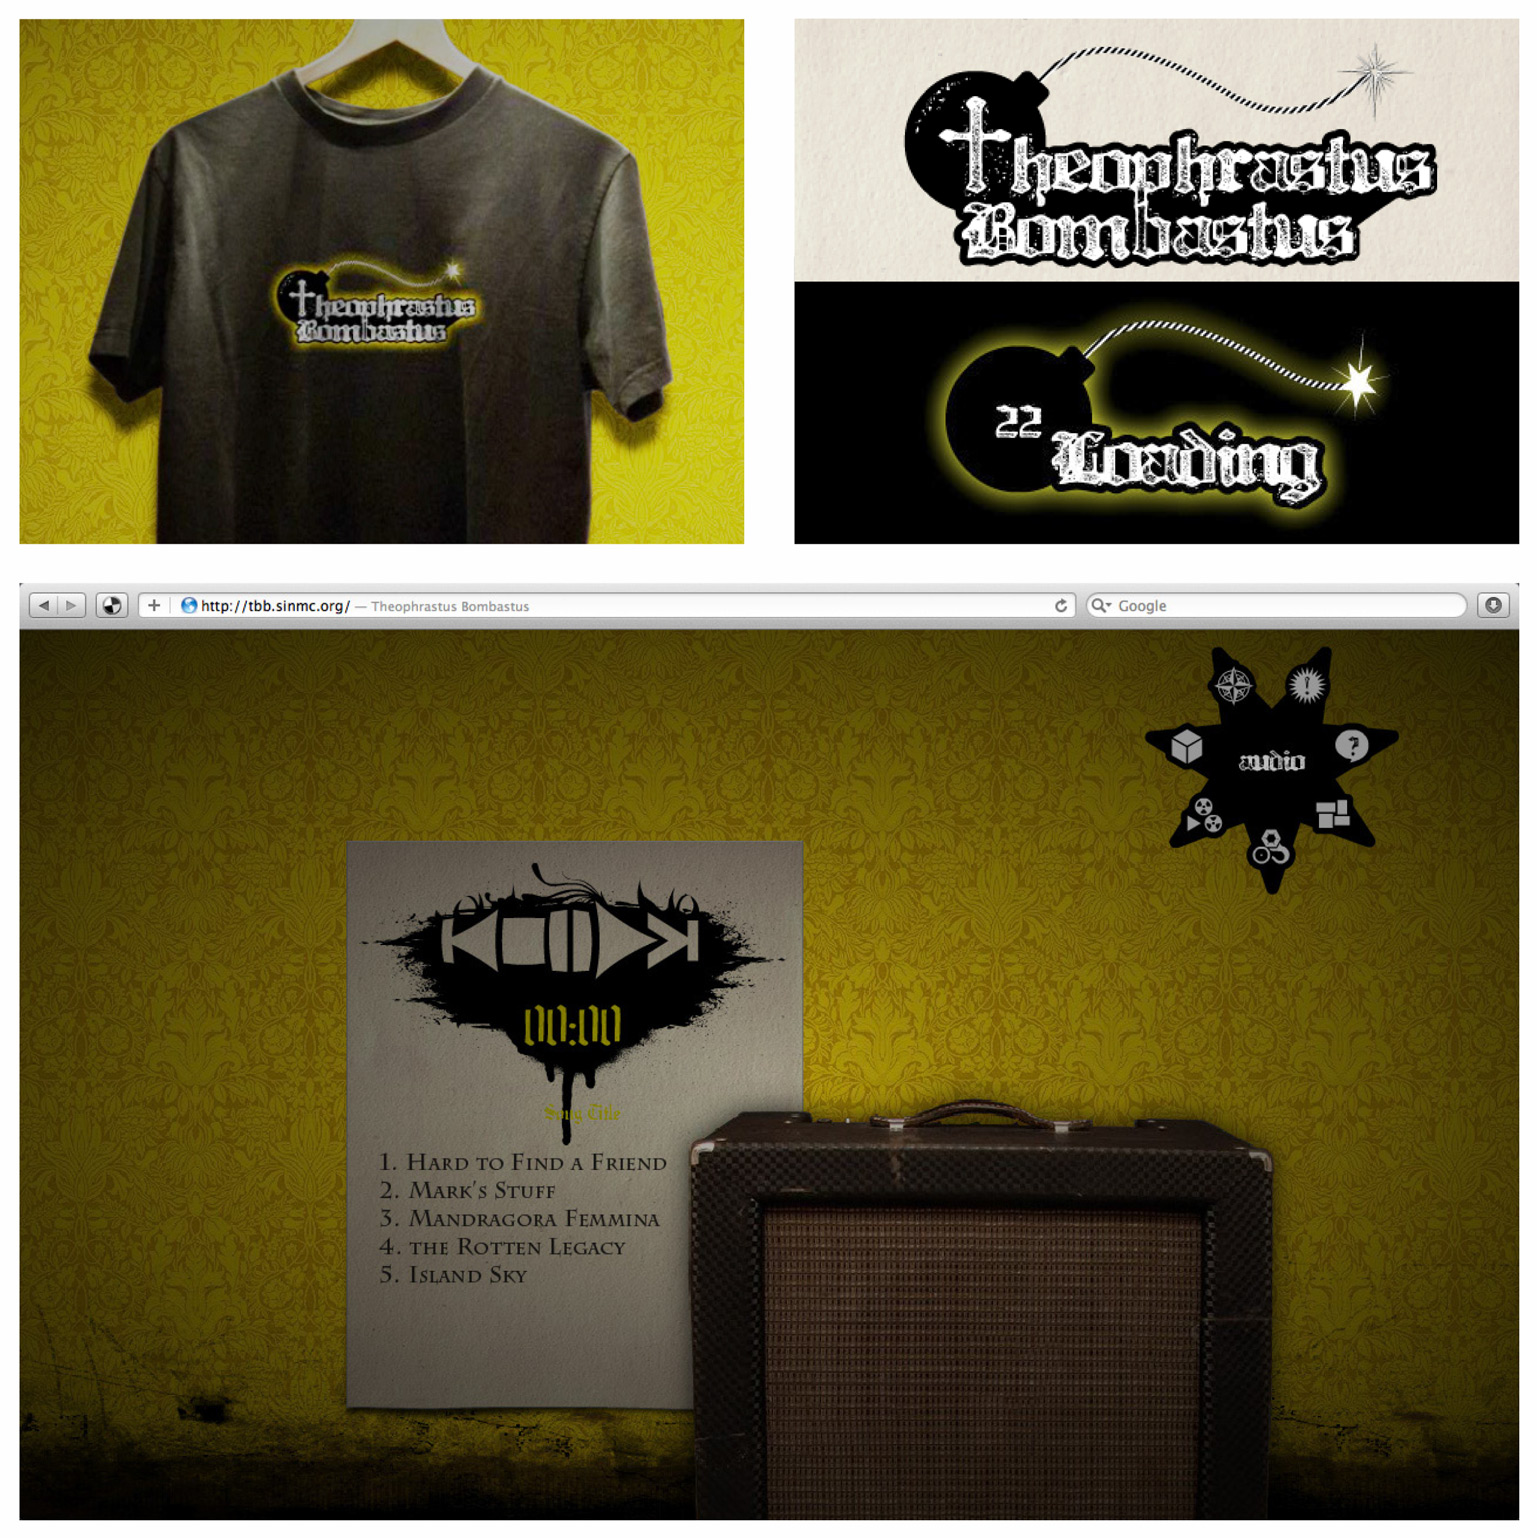 Theophrastus
Bombastus
Theophrastus
Bombastus
22
Loading
http://tbb.sinmc.org/ — Theophrastus Bombastus
Google
audio
00:00
Song Title
1. Hard to Find a Friend
2. Mark's Stuff
3. Mandragora Femmina
4. the Rotten Legacy
5. Island Sky